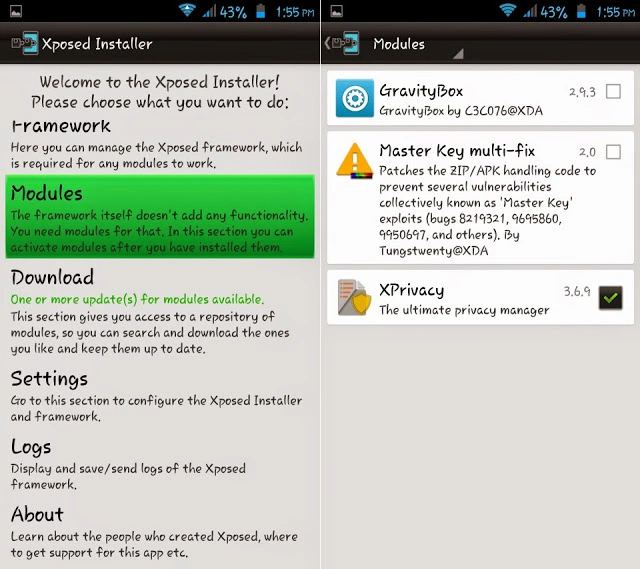 43% 1:55 PM
Xposed Installer
Welcome to the Xposed Installer!
Please choose what you want to do:
Framework
Here you can manage the Xposed framework, which
is required for any modules to work.
Modules
The framework itself doesn't add any functionality.
You need modules for that. In this section you can
activate modules after you have installed them.
Download
One or more update(s) for modules available.
This section gives you access to a repository of
modules, so you can search and download the ones
you like and keep them up to date.
Settings
Go to this section to configure the Xposed Installer
and framework.
Logs
Display and save/send logs of the Xposed
framework.
About
Learn about the people who created Xposed, where
to get support for this app etc.
43% 1:55 PM
Modules
GravityBox 2.9.3
GravityBox by C3C076@XDA
Master Key multi-fix 2.0
Patches the ZIP/APK handling code to
prevent several vulnerabilities
collectively known as 'Master Key'
exploits (bugs 8219321, 9695860,
9950697, and others). By
Tungstwenty@XDA
XPrivacy 3.6.9
The ultimate privacy manager